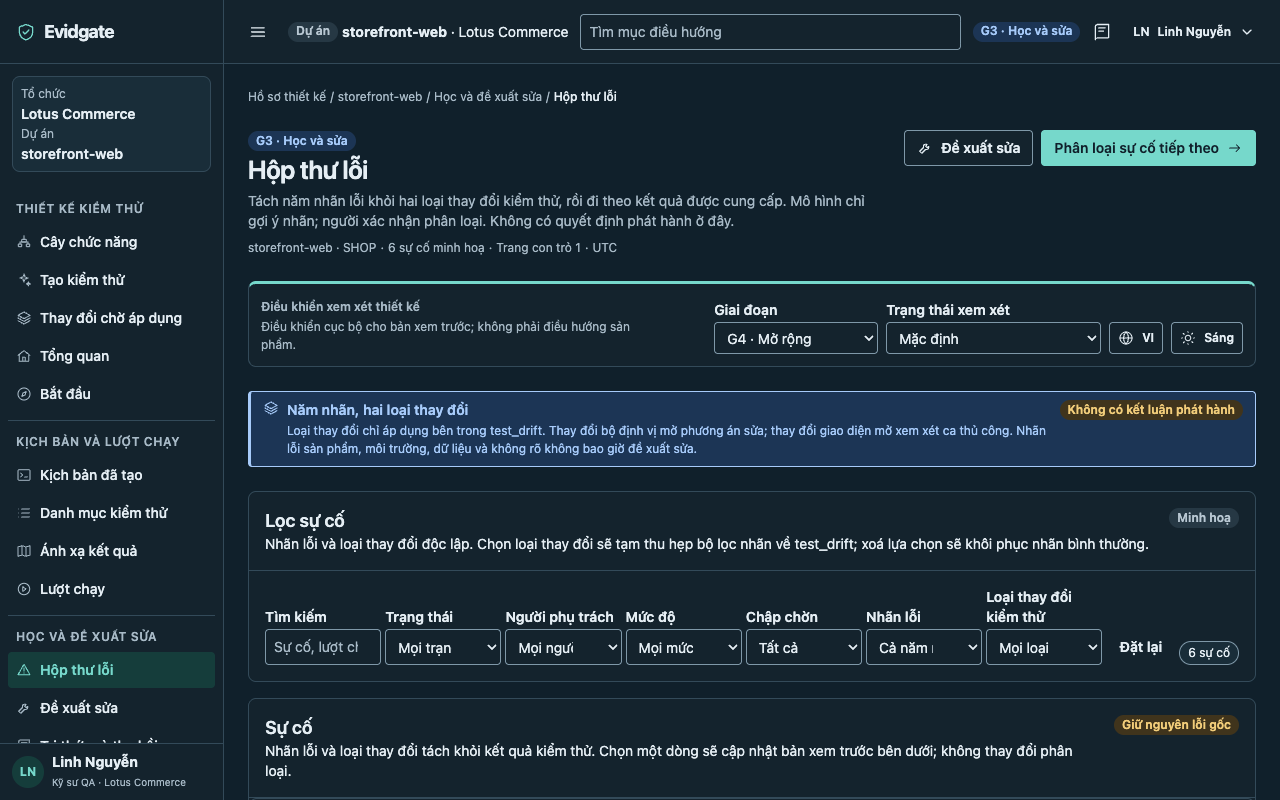 Evidgate
Dự án storefront-web · Lotus Commerce
Tìm mục điều hướng
G3 · Học và sửa
LN Linh Nguyễn
Tổ chức
Lotus Commerce
Dự án
storefront-web
THIẾT KẾ KIỂM THỬ
Cây chức năng
Tạo kiểm thử
Thay đổi chờ áp dụng
Tổng quan
Bắt đầu
KỊCH BẢN VÀ LƯỢT CHẠY
Kịch bản đã tạo
Danh mục kiểm thử
Ánh xạ kết quả
Lượt chạy
HỌC VÀ ĐỀ XUẤT SỬA
Hộp thư lỗi
Đề xuất sửa
LN
Linh Nguyễn
Kỹ sư QA · Lotus Commerce
Hồ sơ thiết kế / storefront-web / Học và đề xuất sửa / Hộp thư lỗi
G3 · Học và sửa
Hộp thư lỗi
Tách năm nhãn lỗi khỏi hai loại thay đổi kiểm thử, rồi đi theo kết quả được cung cấp. Mô hình chỉ
gợi ý nhãn; người xác nhận phân loại. Không có quyết định phát hành ở đây.
storefront-web · SHOP · 6 sự cố minh hoạ · Trang con trỏ 1 · UTC
Đề xuất sửa
Phân loại sự cố tiếp theo
Điều khiển xem xét thiết kế
Điều khiển cục bộ cho bản xem trước; không phải điều hướng sản
phẩm.
Giai đoạn
G4 · Mở rộng
Trạng thái xem xét
Mặc định
VI
Sáng
Năm nhãn, hai loại thay đổi
Không có kết luận phát hành
Loại thay đổi chỉ áp dụng bên trong test_drift. Thay đổi bộ định vị mở phương án sửa; thay đổi giao diện mở xem xét ca thủ công. Nhãn
lỗi sản phẩm, môi trường, dữ liệu và không rõ không bao giờ đề xuất sửa.
Lọc sự cố
Minh hoạ
Nhãn lỗi và loại thay đổi độc lập. Chọn loại thay đổi sẽ tạm thu hẹp bộ lọc nhãn về test_drift; xoá lựa chọn sẽ khôi phục nhãn bình thường.
Tìm kiếm
Sự cố, lượt cl
Trạng thái
Mọi trạn
Người phụ trách
Mọi ngư
Mức độ
Mọi mức
Chập chờn
Tất cả
Nhãn lỗi
Cả năm
Loại thay đổi
kiểm thử
Mọi loại
Đặt lại
6 sự cố
Sự cố
Giữ nguyên lỗi gốc
Nhãn lỗi và loại thay đổi tách khỏi kết quả kiểm thử. Chọn một dòng sẽ cập nhật bản xem trước bên dưới; không thay đổi phân
loại.